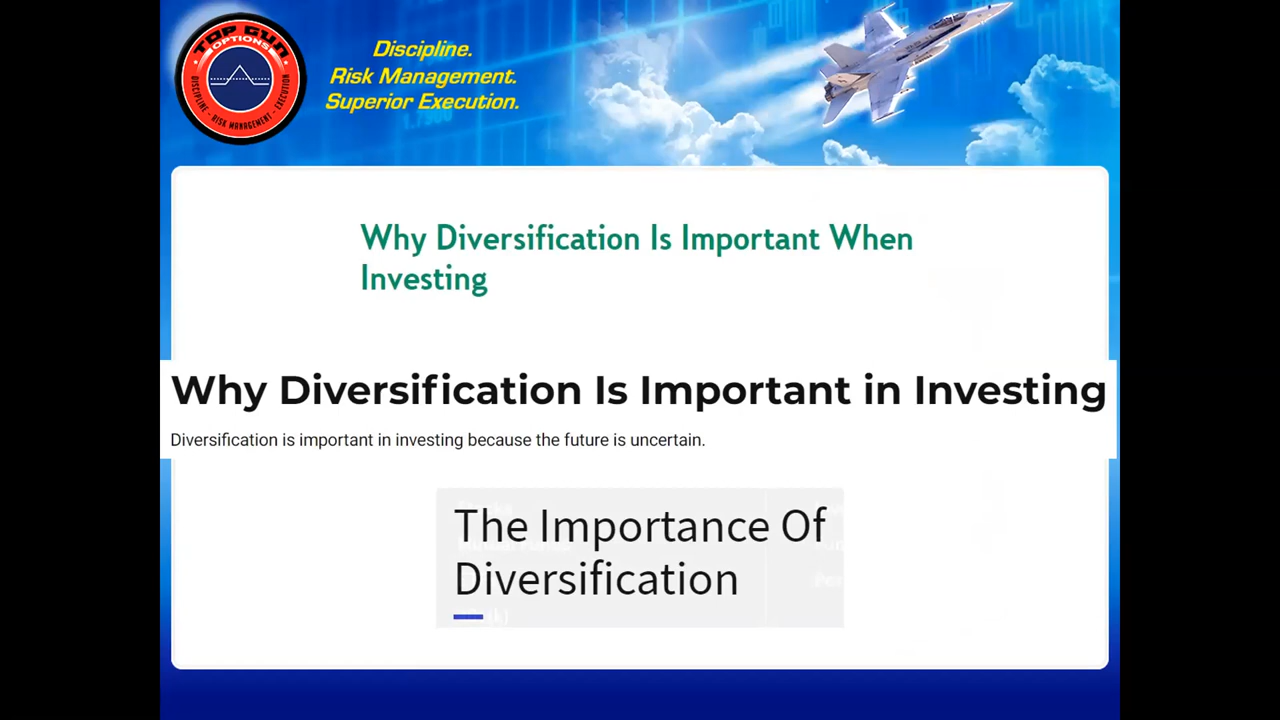 TOP GUN
OPTIONS
DISCIPLINE - RISK MANAGEMENT - EXECUTION
Discipline.
Risk Management.
Superior Execution.
Why Diversification Is Important When
Investing
Why Diversification Is Important in Investing
Diversification is important in investing because the future is uncertain.
The Importance Of
Diversification